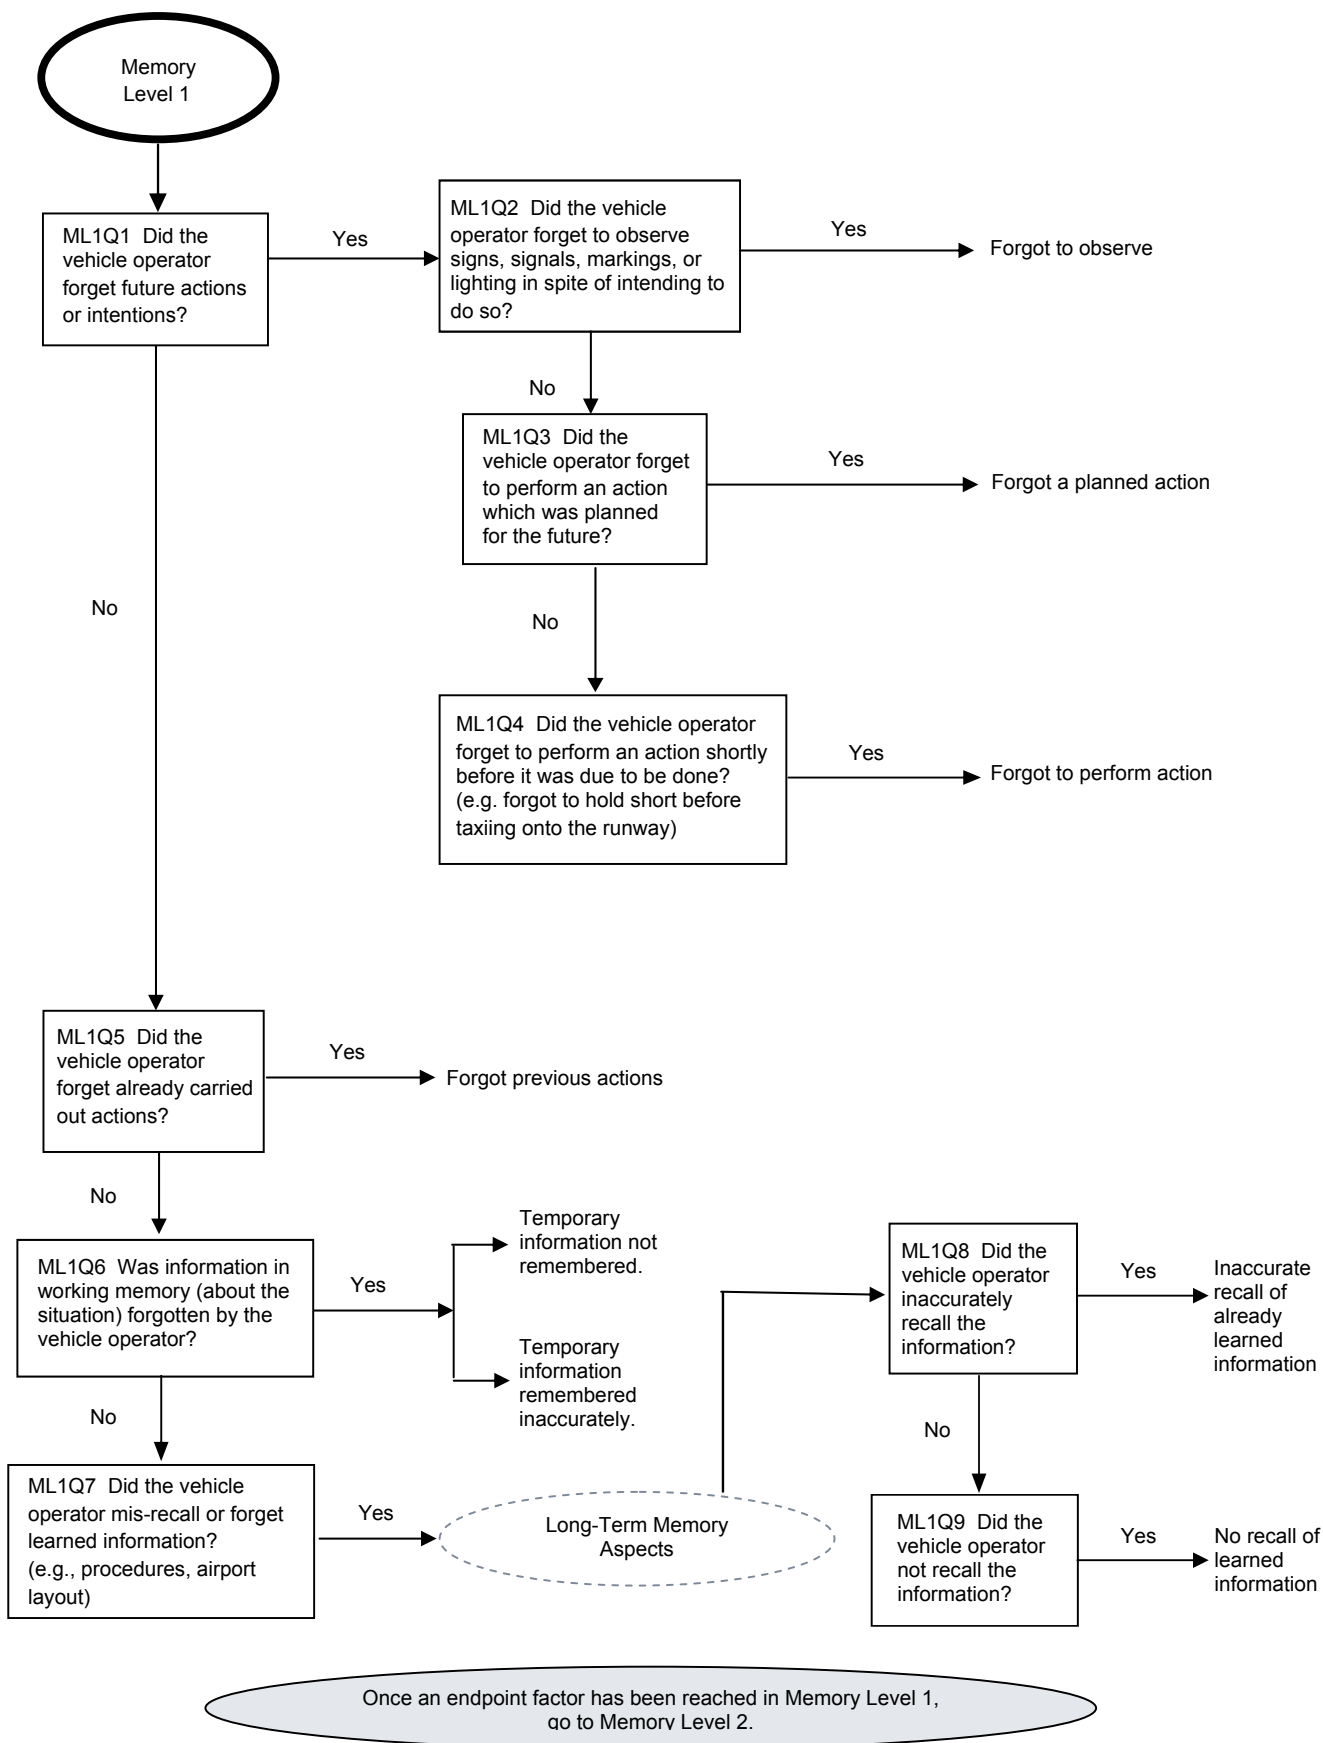 Memory
Level 1
ML1Q1 Did the
vehicle operator
forget future actions
or intentions?
Yes
ML1Q2 Did the vehicle
operator forget to observe
signs, signals, markings, or
lighting in spite of intending to
do so?
Yes
Forgot to observe
No
ML1Q3 Did the
vehicle operator forget
to perform an action
which was planned
for the future?
Yes
Forgot a planned action
No
No
ML1Q4 Did the vehicle operator
forget to perform an action shortly
before it was due to be done?
(e.g. forgot to hold short before
taxiing onto the runway)
Yes
Forgot to perform action
ML1Q5 Did the
vehicle operator
forget already carried
out actions?
Yes
Forgot previous actions
No
ML1Q6 Was information in
working memory (about the
situation) forgotten by the
vehicle operator?
Yes
Temporary
information not
remembered.
Temporary
information
remembered
inaccurately.
No
ML1Q7 Did the vehicle
operator mis-recall or forget
learned information?
(e.g., procedures, airport
layout)
Yes
Long-Term Memory
Aspects
ML1Q8 Did the
vehicle operator
inaccurately
recall the
information?
Yes
Inaccurate
recall of
already
learned
information
No
ML1Q9 Did the
vehicle operator
not recall the
information?
Yes
No recall of
learned
information
Once an endpoint factor has been reached in Memory Level 1,
go to Memory Level 2.